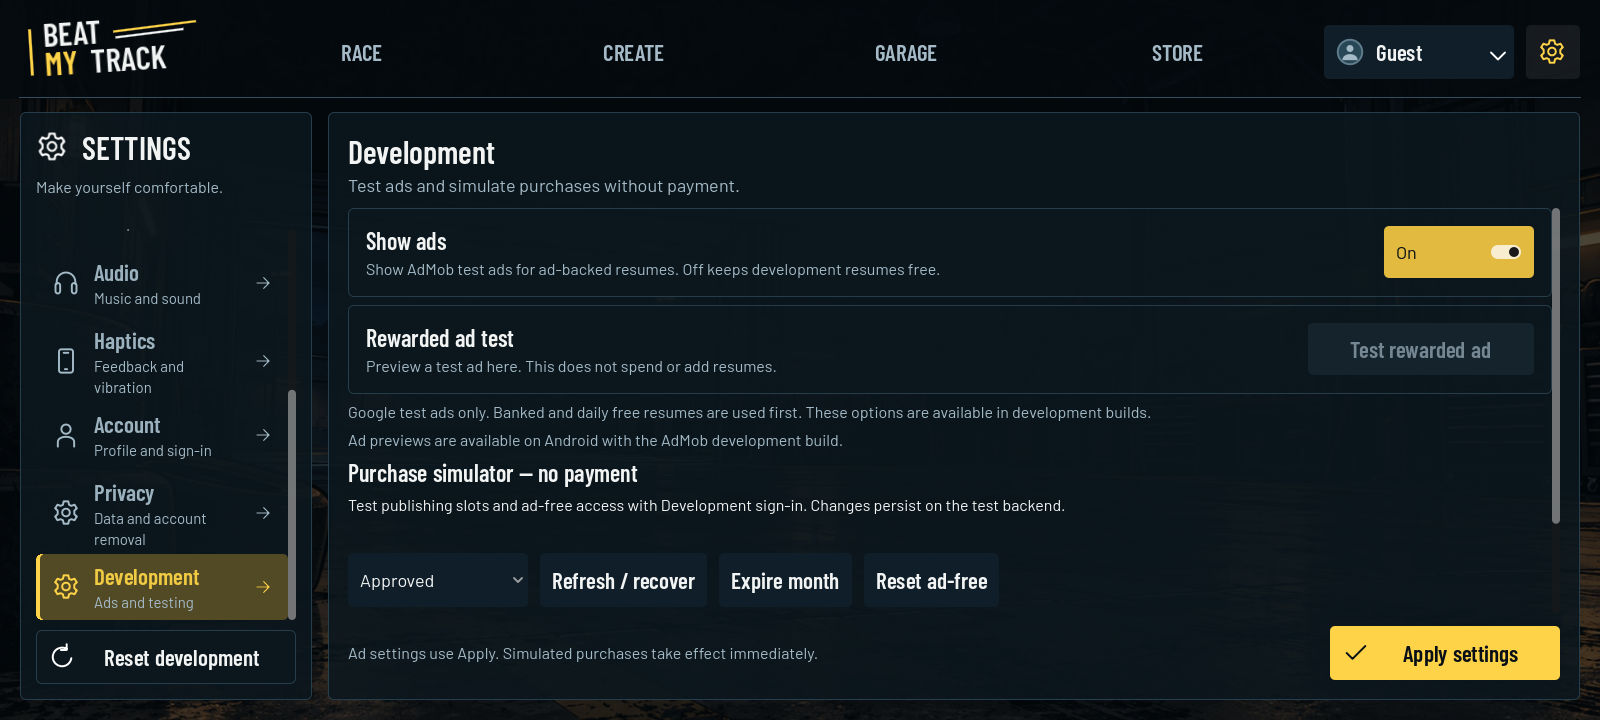 BEAT
MY TRACK
RACE
CREATE
GARAGE
STORE
Guest
SETTINGS
Make yourself comfortable.
Audio
Music and sound
Haptics
Feedback and
vibration
Account
Profile and sign-in
Privacy
Data and account
removal
Development
Ads and testing
Reset development
Development
Test ads and simulate purchases without payment.
Show ads
Show AdMob test ads for ad-backed resumes. Off keeps development resumes free.
On
Rewarded ad test
Preview a test ad here. This does not spend or add resumes.
Test rewarded ad
Google test ads only. Banked and daily free resumes are used first. These options are available in development builds.
Ad previews are available on Android with the AdMob development build.
Purchase simulator — no payment
Test publishing slots and ad-free access with Development sign-in. Changes persist on the test backend.
Approved
Refresh / recover
Expire month
Reset ad-free
Ad settings use Apply. Simulated purchases take effect immediately.
Apply settings